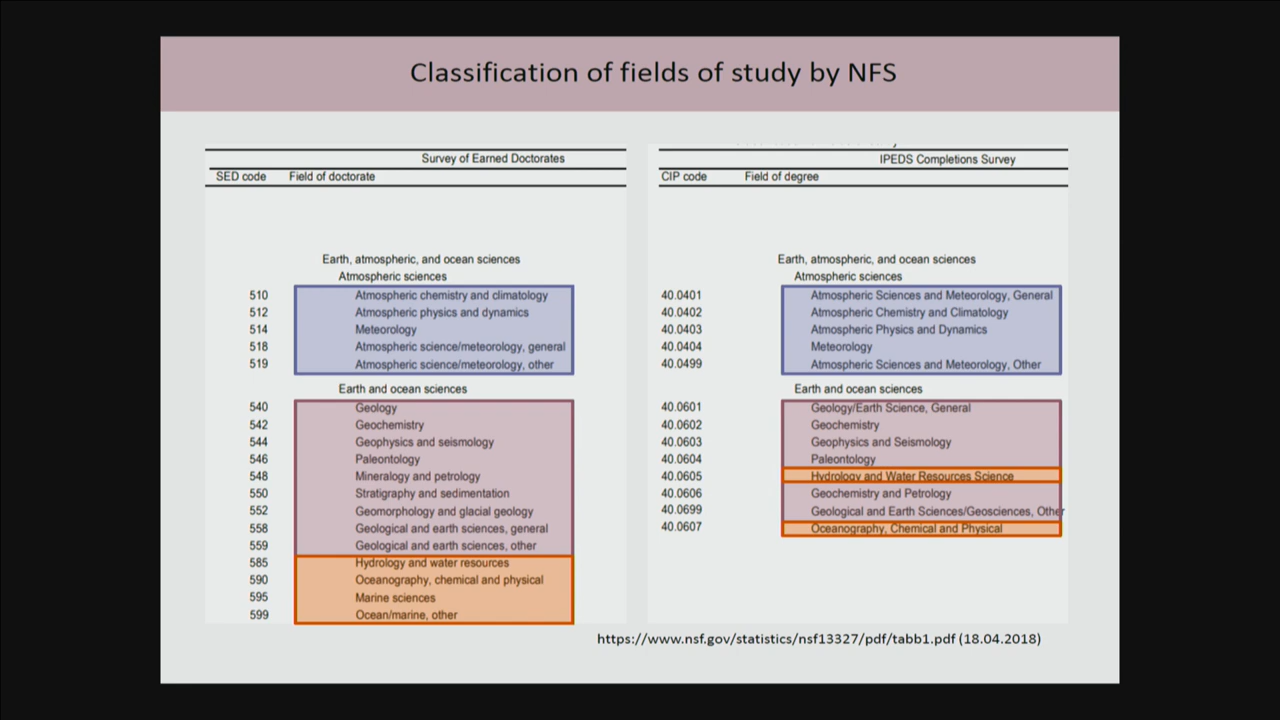 Classification of fields of study by NFS
Survey of Earned Doctorates
SED code Field of doctorate
Earth, atmospheric, and ocean sciences
Atmospheric sciences
510 Atmospheric chemistry and climatology
512 Atmospheric physics and dynamics
514 Meteorology
518 Atmospheric science/meteorology, general
519 Atmospheric science/meteorology, other
Earth and ocean sciences
540 Geology
542 Geochemistry
544 Geophysics and seismology
546 Paleontology
548 Mineralogy and petrology
550 Stratigraphy and sedimentation
552 Geomorphology and glacial geology
558 Geological and earth sciences, general
559 Geological and earth sciences, other
585 Hydrology and water resources
590 Oceanography, chemical and physical
595 Marine sciences
599 Ocean/marine, other
IPEDS Completions Survey
CIP code Field of degree
Earth, atmospheric, and ocean sciences
Atmospheric sciences
40.0401 Atmospheric Sciences and Meteorology, General
40.0402 Atmospheric Chemistry and Climatology
40.0403 Atmospheric Physics and Dynamics
40.0404 Meteorology
40.0499 Atmospheric Sciences and Meteorology, Other
Earth and ocean sciences
40.0601 Geology/Earth Science, General
40.0602 Geochemistry
40.0603 Geophysics and Seismology
40.0604 Paleontology
40.0605 Hydrology and Water Resources Science
40.0606 Geochemistry and Petrology
40.0699 Geological and Earth Sciences/Geosciences, Other
40.0607 Oceanography, Chemical and Physical
https://www.nsf.gov/statistics/nsf13327/pdf/tabb1.pdf (18.04.2018)